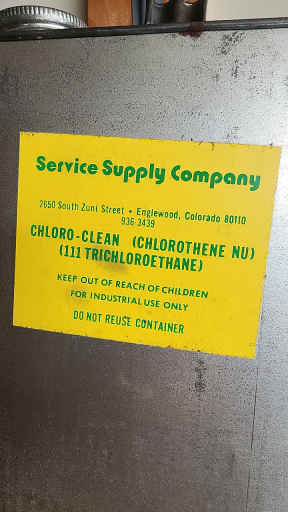 Service Supply Company
2650 South Zuni Street • Englewood, Colorado 80110
936-3439
CHLORO-CLEAN (CHLOROTHENE NU)
(111 TRICHLOROETHANE)
KEEP OUT OF REACH OF CHILDREN
FOR INDUSTRIAL USE ONLY
DO NOT REUSE CONTAINER